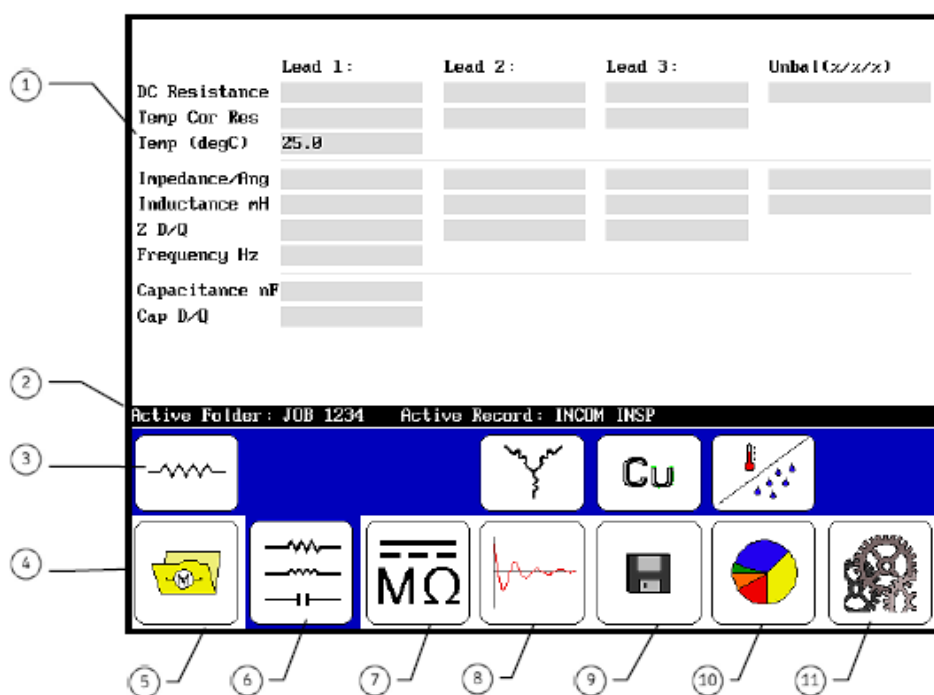 Lead 1: Lead 2: Lead 3: Unbal(%/%/%)
1
DC Resistance
Temp Cor Res
Temp (degC) 25.0
Impedance/Ang
Inductance mH
Z D/Q
Frequency Hz
Capacitance nF
Cap D/Q
2
Active Folder: JOB 1234 Active Record: INCOM INSP
3
Cu
4
M
MΩ
5 6 7 8 9 10 11